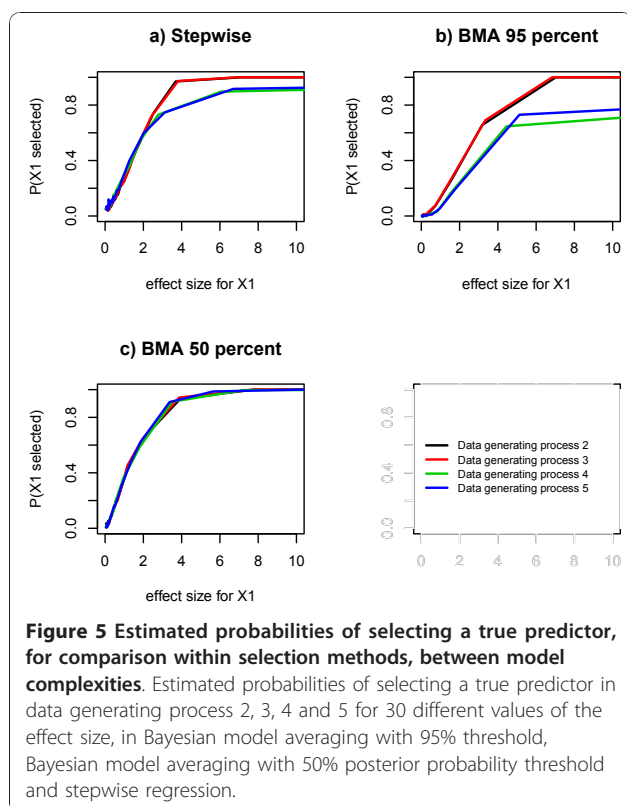 a) Stepwise
P(X1 selected)
0.0 0.4 0.8
0 2 4 6 8 10
effect size for X1
b) BMA 95 percent
P(X1 selected)
0.0 0.4 0.8
0 2 4 6 8 10
effect size for X1
c) BMA 50 percent
P(X1 selected)
0.0 0.4 0.8
0 2 4 6 8 10
effect size for X1
0.0 0.4 0.8
Data generating process 2
Data generating process 3
Data generating process 4
Data generating process 5
0 2 4 6 8 10
Figure 5 Estimated probabilities of selecting a true predictor,
for comparison within selection methods, between model
complexities. Estimated probabilities of selecting a true predictor in
data generating process 2, 3, 4 and 5 for 30 different values of the
effect size, in Bayesian model averaging with 95% threshold,
Bayesian model averaging with 50% posterior probability threshold
and stepwise regression.